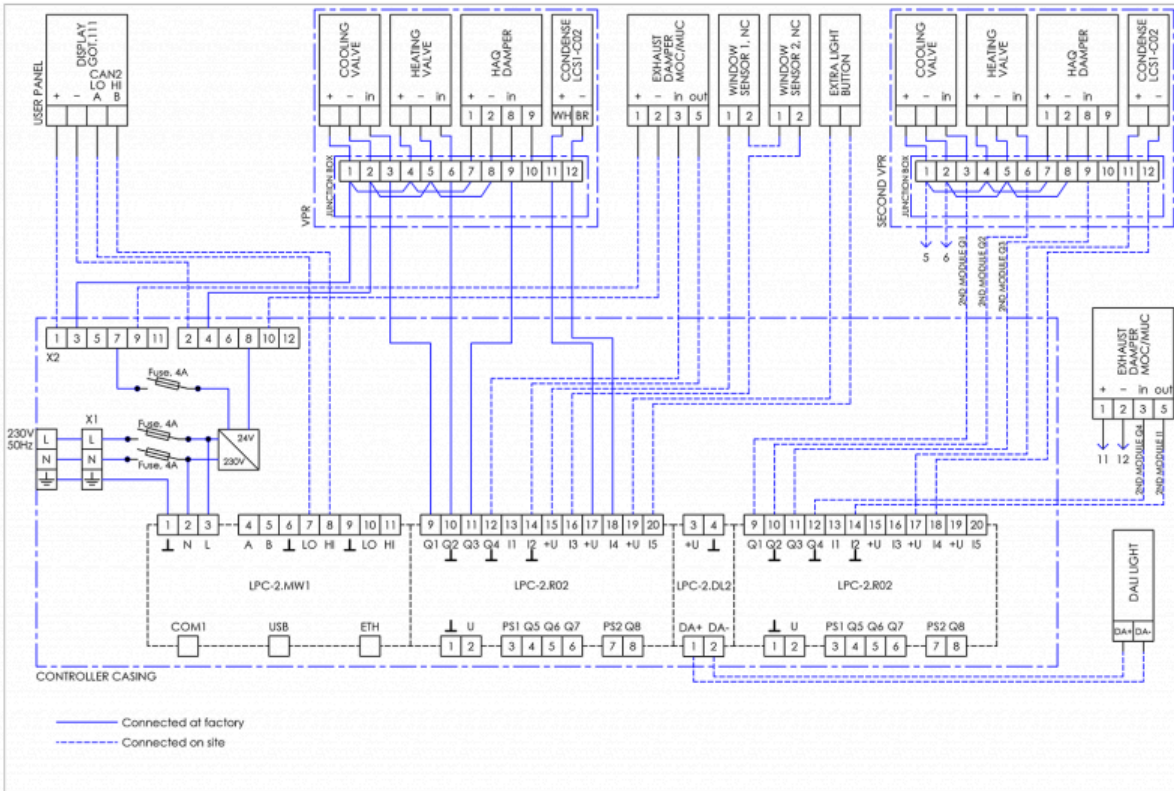 USER PANEL
DISPLAY
GOT.111
CAN2
LO HI
+ - A B
VPR
JUNCTION BOX
COOLING
VALVE
+ - in
HEATING
VALVE
+ - in
HAQ
DAMPER
+ - in
1 2 8 9
CONDENSE
LCS1-C02
+ -
WH BR
1 2 3 4 5 6 7 8 9 10 11 12
EXHAUST
DAMPER
MOC/MUC
+ - in out
1 2 3 5
WINDOW
SENSOR 1, NC
1 2
WINDOW
SENSOR 2, NC
1 2
EXTRA LIGHT
BUTTON
SECOND VPR
JUNCTION BOX
COOLING
VALVE
+ - in
HEATING
VALVE
+ - in
HAQ
DAMPER
+ - in
1 2 8 9
CONDENSE
LCS1-C02
+ -
1 2 3 4 5 6 7 8 9 10 11 12
5 6
2ND MODULE Q1
2ND MODULE Q2
2ND MODULE Q3
EXHAUST
DAMPER
MOC/MUC
+ - in out
1 2 3 5
11 12
2ND MODULE Q4
2ND MODULE I1
1 3 5 7 9 11
2 4 6 8 10 12
X2
Fuse, 4A
230V
50Hz
L
N
X1
L
N
Fuse, 4A
Fuse, 4A
24V
230V
1 2 3
N L
4 5 6 7 8 9 10 11
A B LO HI LO HI
LPC-2.MW1
COM1 USB ETH
9 10 11 12 13 14 15 16 17 18 19 20
Q1 Q2 Q3 Q4 I1 I2 +U I3 +U I4 +U I5
LPC-2.R02
U PS1 Q5 Q6 Q7 PS2 Q8
1 2 3 4 5 6 7 8
3 4
+U
LPC-2.DL2
DA+ DA-
1 2
9 10 11 12 13 14 15 16 17 18 19 20
Q1 Q2 Q3 Q4 I1 I2 +U I3 +U I4 +U I5
LPC-2.R02
U PS1 Q5 Q6 Q7 PS2 Q8
1 2 3 4 5 6 7 8
DALI LIGHT
DA+ DA-
CONTROLLER CASING
Connected at factory
Connected on site